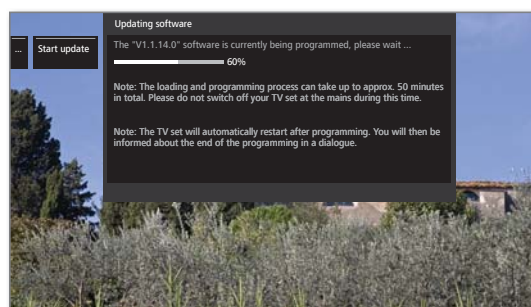 Updating software
... Start update
The "V1.1.14.0" software is currently being programmed, please wait ...
60%
Note: The loading and programming process can take up to approx. 50 minutes
in total. Please do not switch off your TV set at the mains during this time.
Note: The TV set will automatically restart after programming. You will then be
informed about the end of the programming in a dialogue.